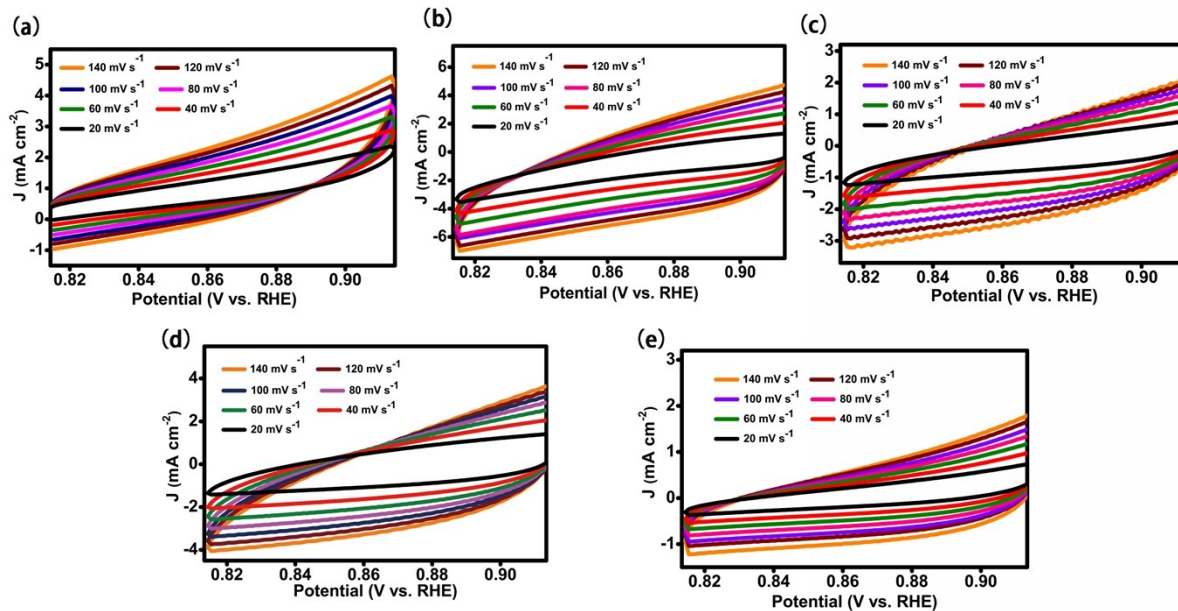 (a)
140 mV s⁻¹ 120 mV s⁻¹
100 mV s⁻¹ 80 mV s⁻¹
60 mV s⁻¹ 40 mV s⁻¹
20 mV s⁻¹
J (mA cm⁻²)
5
4
3
2
1
0
-1
0.82 0.84 0.86 0.88 0.90
Potential (V vs. RHE)
(b)
140 mV s⁻¹ 120 mV s⁻¹
100 mV s⁻¹ 80 mV s⁻¹
60 mV s⁻¹ 40 mV s⁻¹
20 mV s⁻¹
J (mA cm⁻²)
6
4
2
0
-2
-4
-6
0.82 0.84 0.86 0.88 0.90
Potential (V vs. RHE)
(c)
140 mV s⁻¹ 120 mV s⁻¹
100 mV s⁻¹ 80 mV s⁻¹
60 mV s⁻¹ 40 mV s⁻¹
20 mV s⁻¹
J (mA cm⁻²)
3
2
1
0
-1
-2
-3
0.82 0.84 0.86 0.88 0.90
Potential (V vs. RHE)
(d)
140 mV s⁻¹ 120 mV s⁻¹
100 mV s⁻¹ 80 mV s⁻¹
60 mV s⁻¹ 40 mV s⁻¹
20 mV s⁻¹
J (mA cm⁻²)
4
2
0
-2
-4
0.82 0.84 0.86 0.88 0.90
Potential (V vs. RHE)
(e)
140 mV s⁻¹ 120 mV s⁻¹
100 mV s⁻¹ 80 mV s⁻¹
60 mV s⁻¹ 40 mV s⁻¹
20 mV s⁻¹
J (mA cm⁻²)
3
1
0
-1
0.82 0.84 0.86 0.88 0.90
Potential (V vs. RHE)